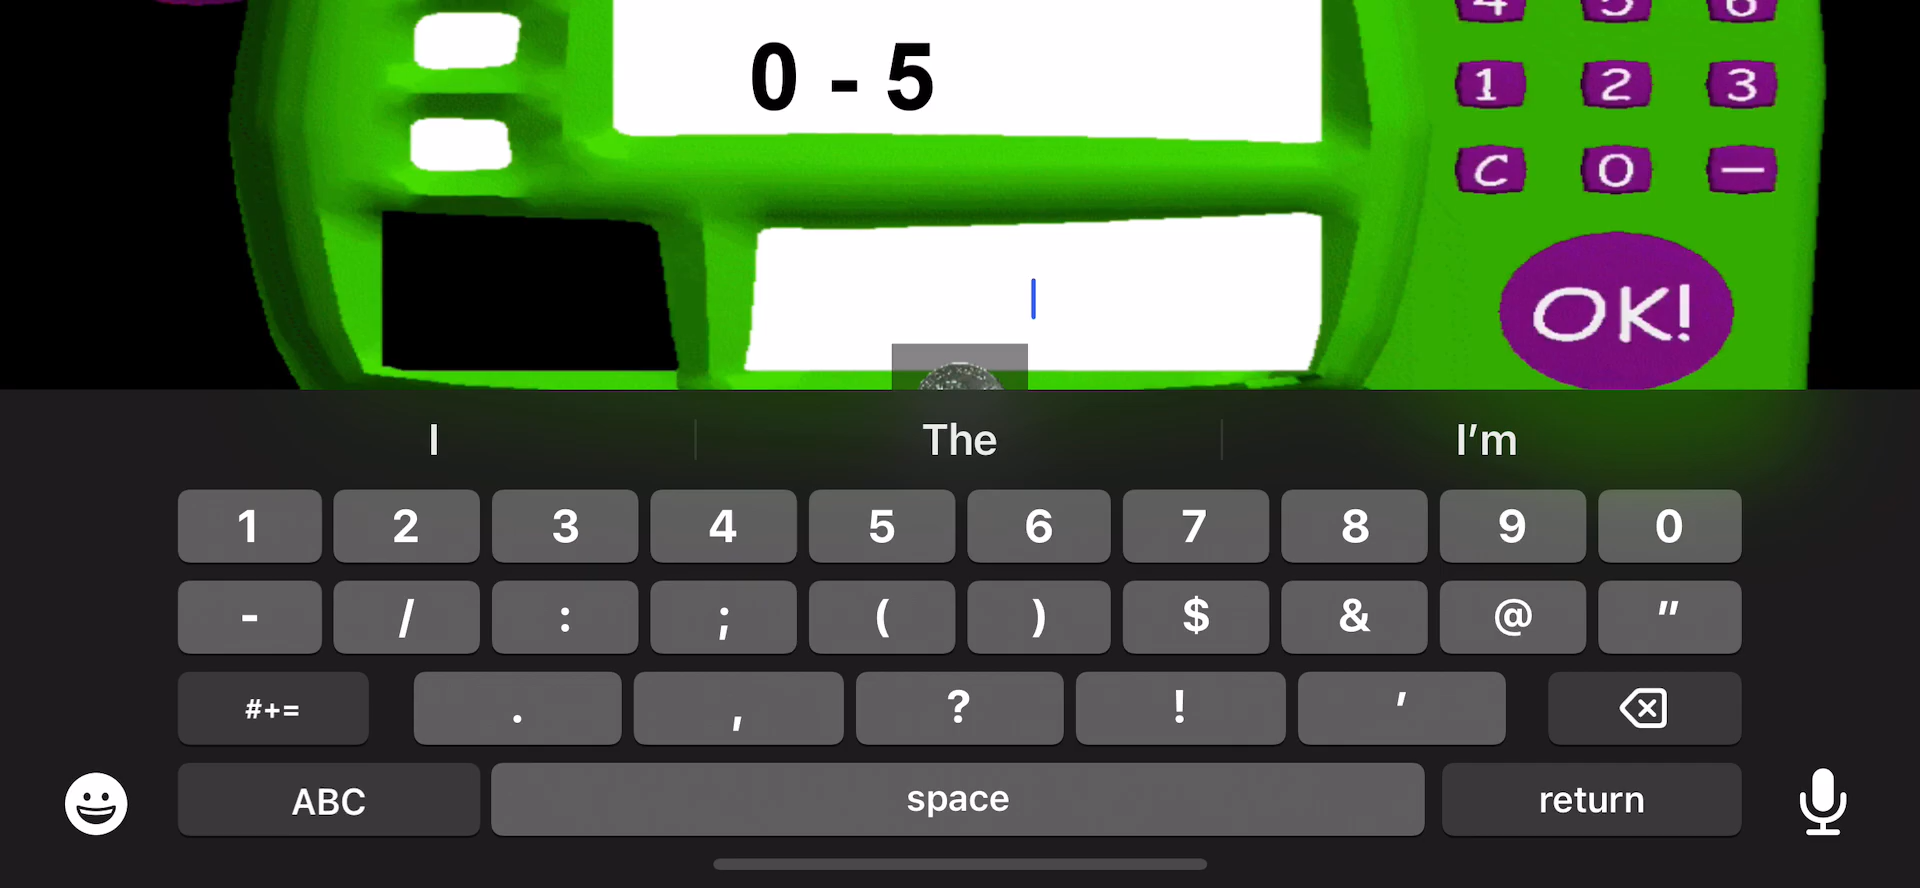 4 5 6
0 - 5
1 2 3
C 0 —
OK!
I The I’m
1 2 3 4 5 6 7 8 9 0
- / : ; ( ) $ & @ "
#+= . , ? ! ’
ABC space return